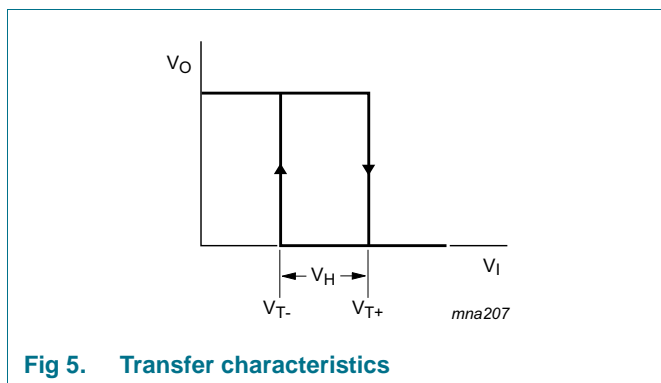 VO
VH
VI
VT- VT+
mna207
Fig 5. Transfer characteristics